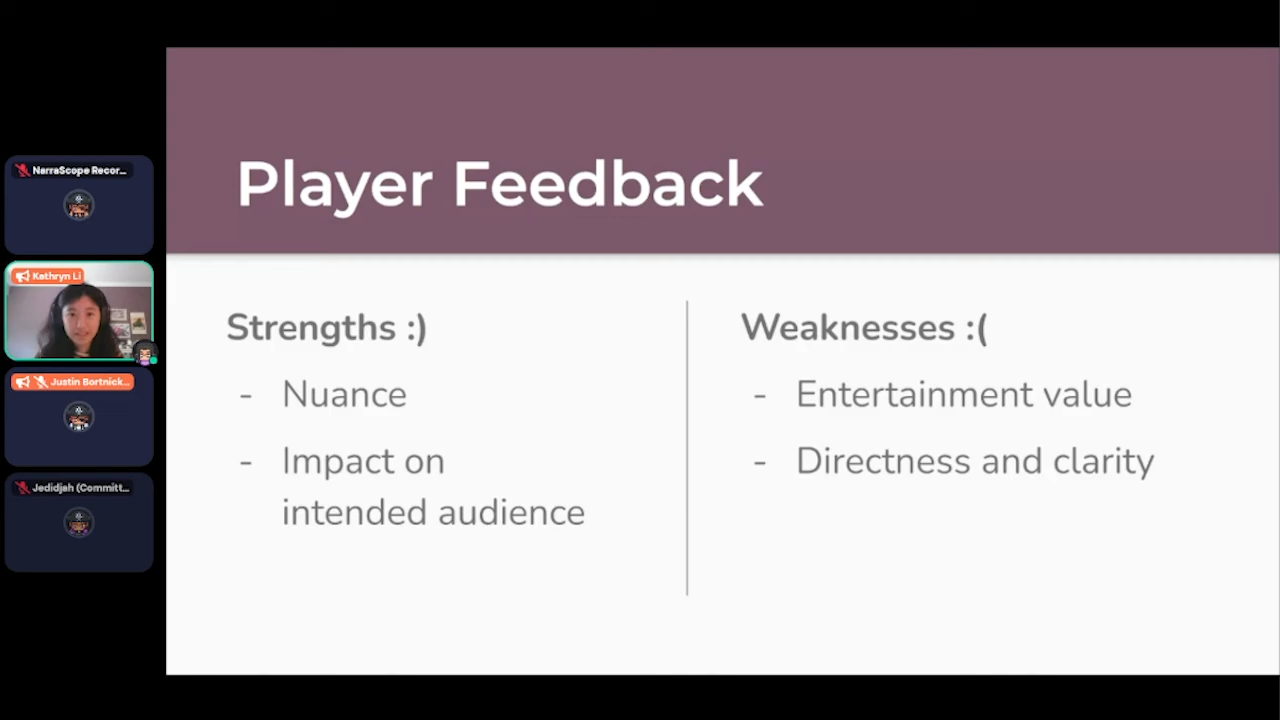 NarraScope Recor...
Kathryn Li
Justin Bortnick...
Jedidjah (Committ...
Player Feedback
Strengths :)
- Nuance
- Impact on
intended audience
Weaknesses :(
- Entertainment value
- Directness and clarity